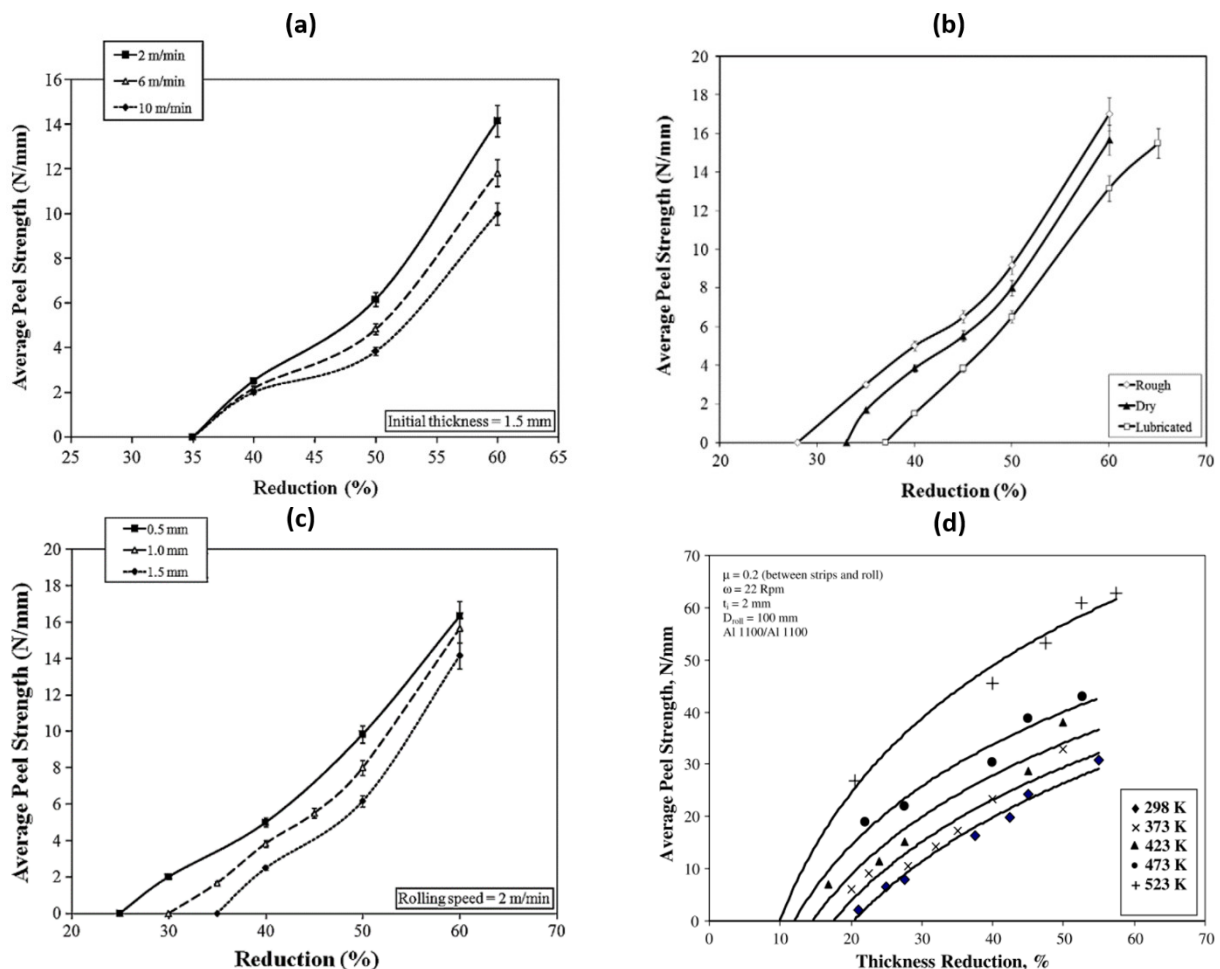 (a)
2 m/min
6 m/min
10 m/min
16
14
12
10
8
6
4
2
0
25 30 35 40 45 50 55 60 65
Average Peel Strength (N/mm)
Reduction (%)
Initial thickness = 1.5 mm
(b)
20
18
16
14
12
10
8
6
4
2
0
20 30 40 50 60 70
Average Peel Strength (N/mm)
Reduction (%)
Rough
Dry
Lubricated
(c)
0.5 mm
1.0 mm
1.5 mm
20
18
16
14
12
10
8
6
4
2
0
20 30 40 50 60 70
Average Peel Strength (N/mm)
Reduction (%)
Rolling speed = 2 m/min
(d)
70
60
50
40
30
20
10
0
0 10 20 30 40 50 60 70
Average Peel Strength, N/mm
Thickness Reduction, %
μ = 0.2 (between strips and roll)
ω = 22 Rpm
tᵢ = 2 mm
Droll = 100 mm
Al 1100/Al 1100
298 K
373 K
423 K
473 K
523 K